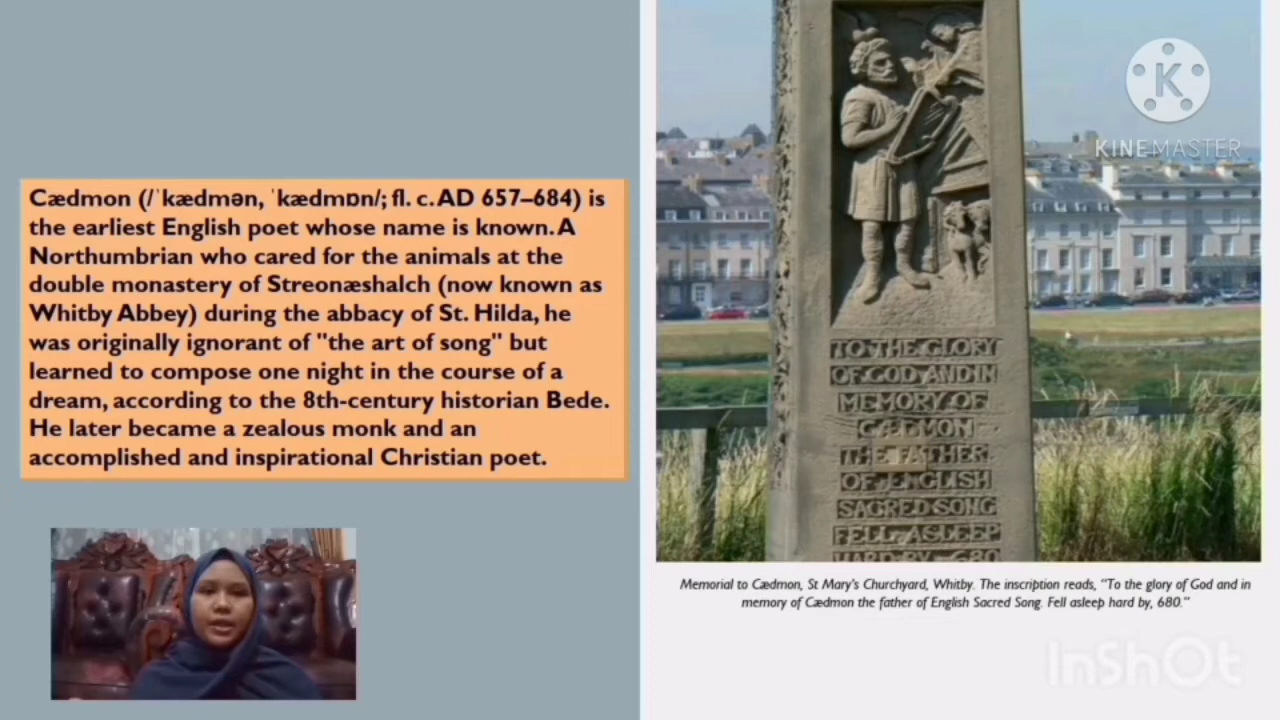 Cædmon (/ˈkædmən, ˈkædmɒn/; fl. c. AD 657–684) is
the earliest English poet whose name is known. A
Northumbrian who cared for the animals at the
double monastery of Streonæshalch (now known as
Whitby Abbey) during the abbacy of St. Hilda, he
was originally ignorant of "the art of song" but
learned to compose one night in the course of a
dream, according to the 8th-century historian Bede.
He later became a zealous monk and an
accomplished and inspirational Christian poet.
K
KINEMASTER
TO THE GLORY
OF GOD AND IN
MEMORY OF
CÆDMON
THE FATHER
OF ENGLISH
SACRED SONG
FELL ASLEEP
HARD BY 680
Memorial to Cædmon, St Mary's Churchyard, Whitby. The inscription reads, "To the glory of God and in
memory of Cædmon the father of English Sacred Song. Fell asleep hard by, 680."
InShOt